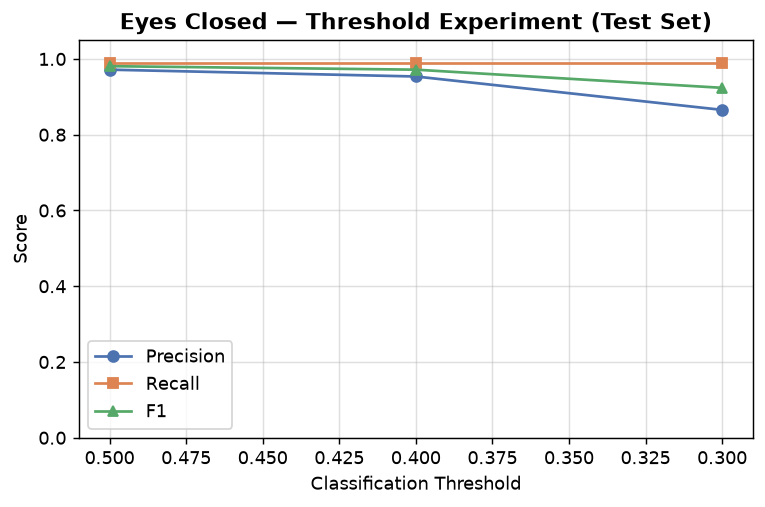 Eyes Closed — Threshold Experiment (Test Set)
1.0
0.8
0.6
0.4
0.2
0.0
Score
Precision
Recall
F1
0.500 0.475 0.450 0.425 0.400 0.375 0.350 0.325 0.300
Classification Threshold